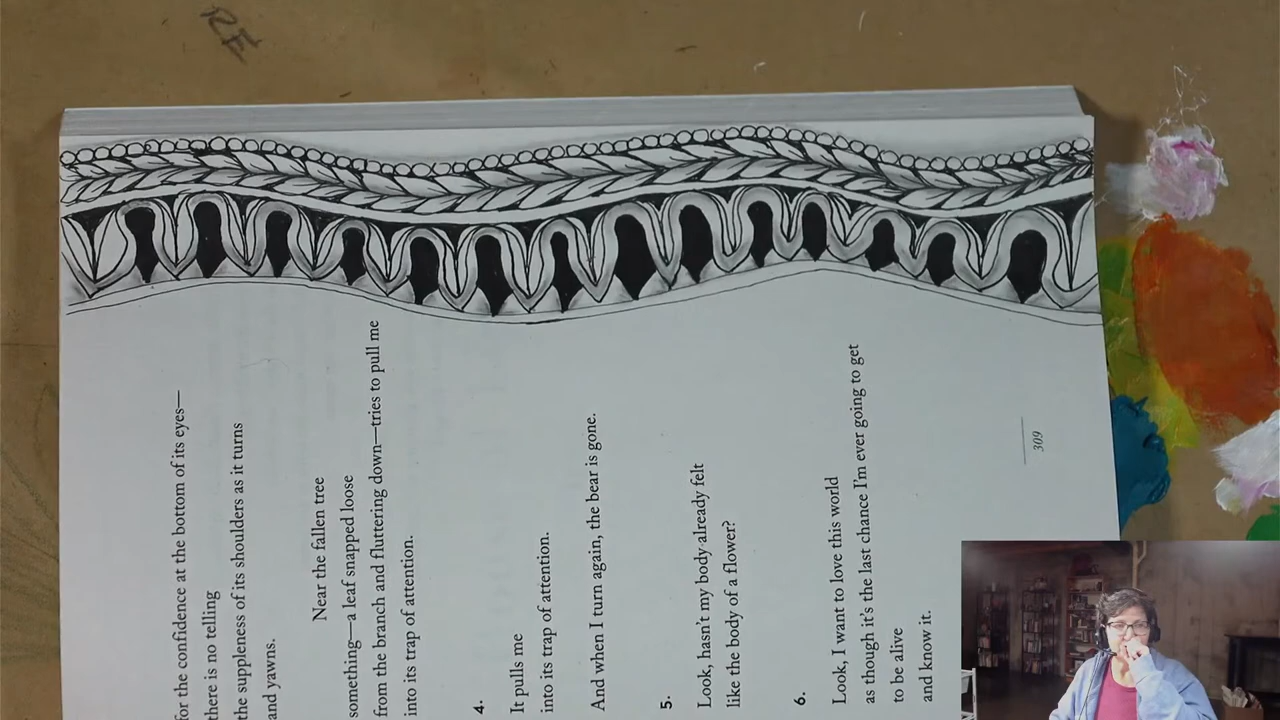 RE
for the confidence at the bottom of its eyes—
there is no telling
the suppleness of its shoulders as it turns
and yawns.
Near the fallen tree
something—a leaf snapped loose
from the branch and fluttering down—tries to pull me
into its trap of attention.
4.
It pulls me
into its trap of attention.
And when I turn again, the bear is gone.
5.
Look, hasn't my body already felt
like the body of a flower?
6.
Look, I want to love this world
as though it's the last chance I'm ever going to get
to be alive
and know it.
309